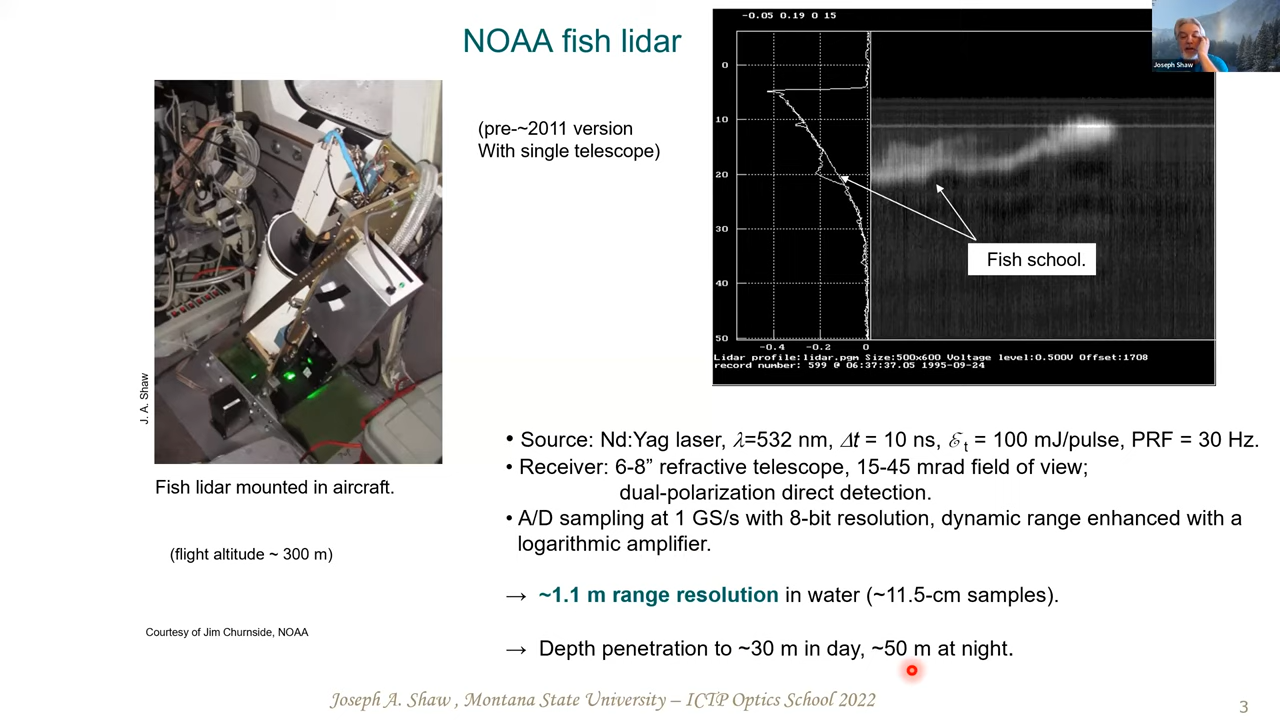 NOAA fish lidar
(pre-~2011 version
With single telescope)
-0.05 0.19 0 15
0
10
20
30
40
50
-0.4 -0.2 0
Fish school.
Lidar profile:lidar.pgm Size:500x600 Voltage level:0.500V Offset:1708
record number: 599 @ 06:37:37.05 1995-09-24
Joseph Shaw
J. A. Shaw
Fish lidar mounted in aircraft.
(flight altitude ~ 300 m)
Courtesy of Jim Churnside, NOAA
• Source: Nd:Yag laser, λ=532 nm, Δt = 10 ns, ℰt = 100 mJ/pulse, PRF = 30 Hz.
• Receiver: 6-8” refractive telescope, 15-45 mrad field of view;
dual-polarization direct detection.
• A/D sampling at 1 GS/s with 8-bit resolution, dynamic range enhanced with a
logarithmic amplifier.
→ ~1.1 m range resolution in water (~11.5-cm samples).
→ Depth penetration to ~30 m in day, ~50 m at night.
Joseph A. Shaw , Montana State University – ICTP Optics School 2022
3